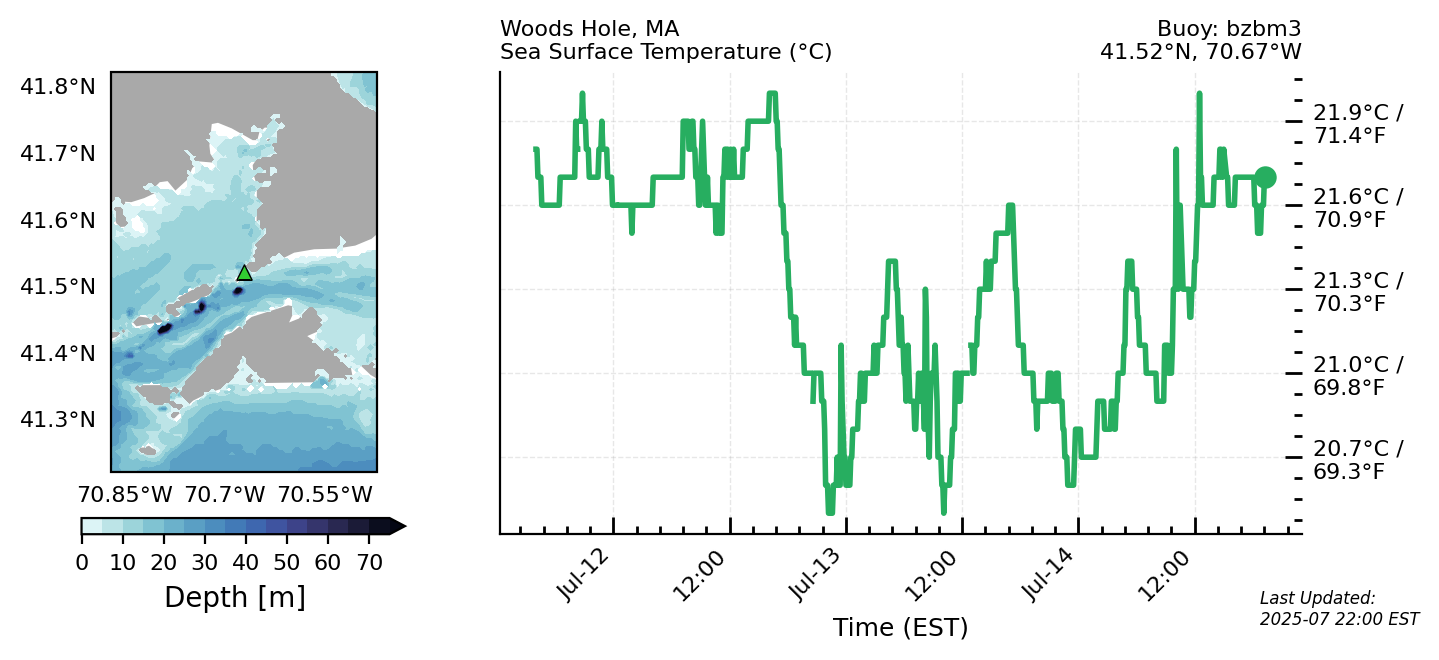 Woods Hole, MA
Sea Surface Temperature (°C)
Buoy: bzbm3
41.52°N, 70.67°W
41.8°N
41.7°N
41.6°N
41.5°N
41.4°N
41.3°N
70.85°W 70.7°W 70.55°W
0 10 20 30 40 50 60 70
Depth [m]
21.9°C /
71.4°F
21.6°C /
70.9°F
21.3°C /
70.3°F
21.0°C /
69.8°F
20.7°C /
69.3°F
Jul-12
12:00
Jul-13
12:00
Jul-14
12:00
Time (EST)
Last Updated:
2025-07 22:00 EST